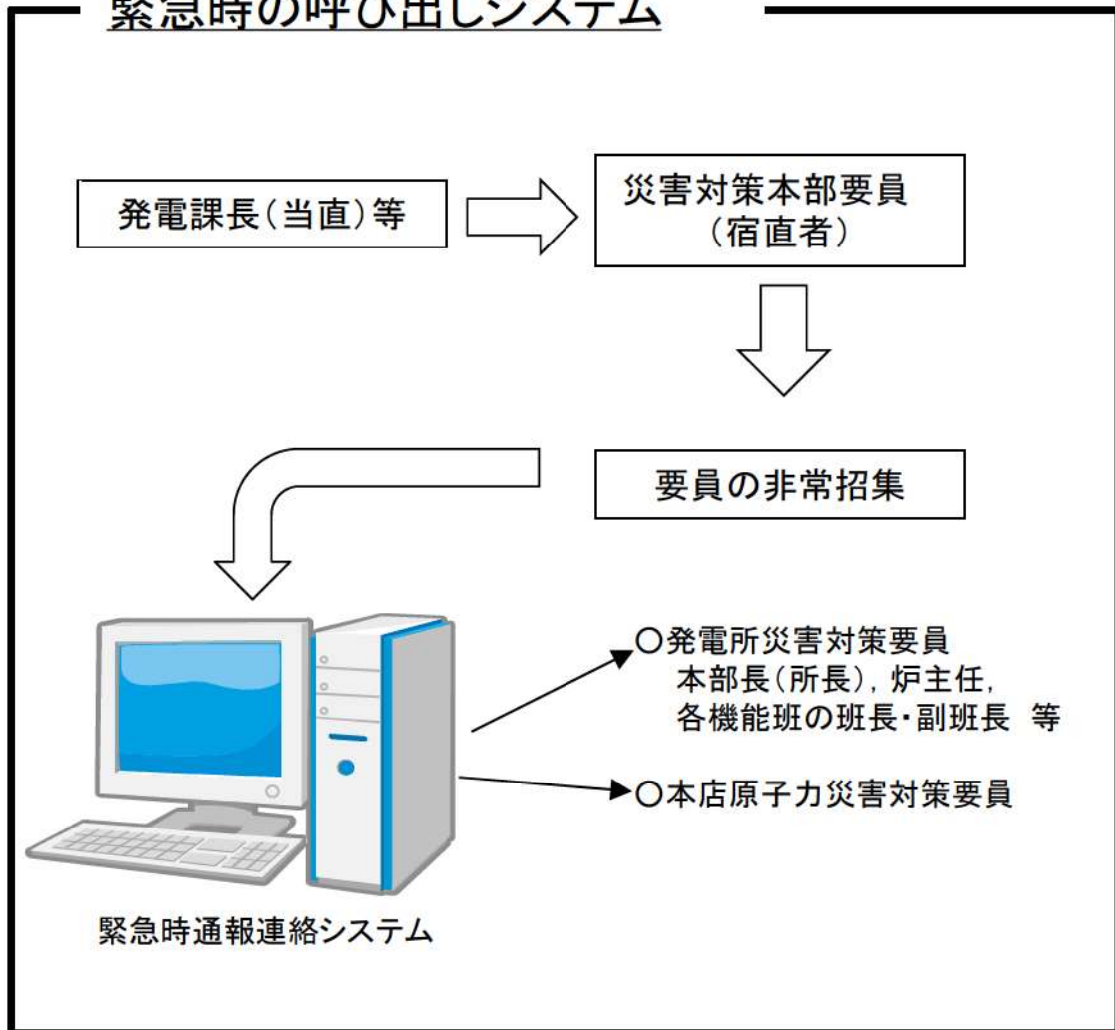 緊急時の呼び出しシステム
発電課長(当直)等
災害対策本部要員
(宿直者)
要員の非常招集
○発電所災害対策要員
本部長(所長),炉主任,
各機能班の班長・副班長 等
○本店原子力災害対策要員
緊急時通報連絡システム